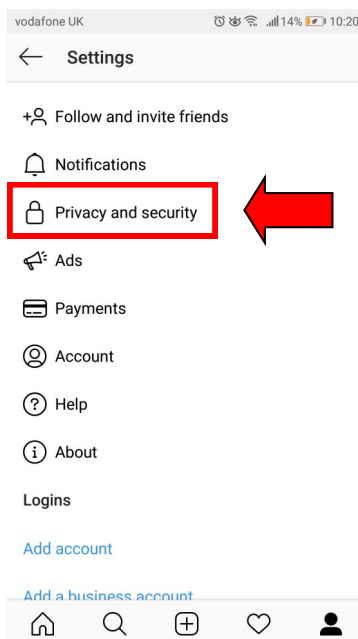 vodafone UK 14% 10:20
Settings
Follow and invite friends
Notifications
Privacy and security
Ads
Payments
Account
Help
About
Logins
Add account
Add a business account